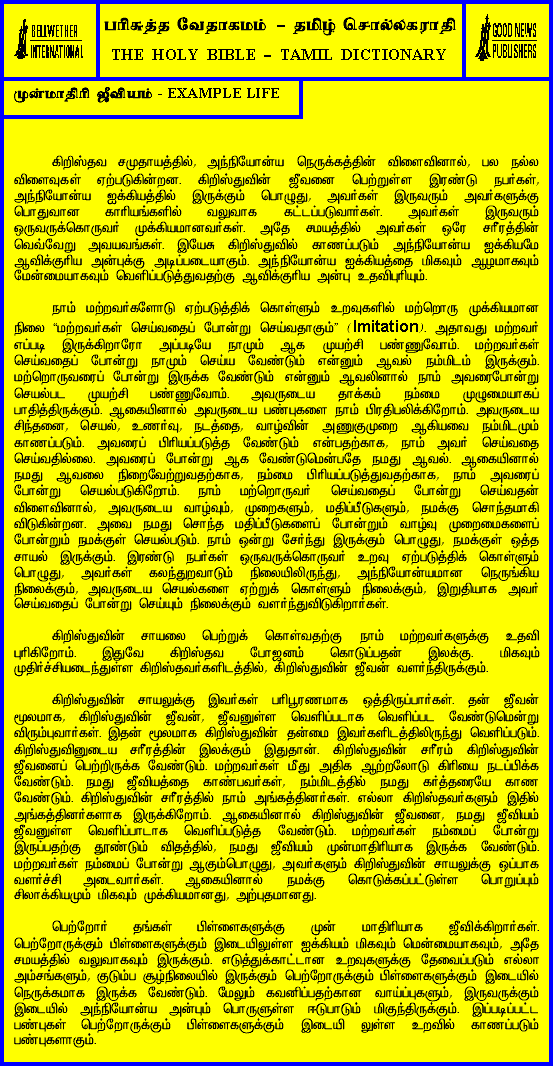 BELLWETHER
INTERNATIONAL
பரிசுத்த வேதாகமம் – தமிழ் சொல்லகராதி
THE HOLY BIBLE – TAMIL DICTIONARY
GOOD NEWS
PUBLISHERS
முன்மாதிரி ஜீவியம் - EXAMPLE LIFE
கிறிஸ்தவ சமுதாயத்தில், அந்நியோன்ய நெருக்கத்தின் விளைவினால், பல நல்ல
விளைவுகள் ஏற்படுகின்றன. கிறிஸ்துவின் ஜீவனை பெற்றுள்ள இரண்டு நபர்கள்,
அந்நியோன்ய ஐக்கியத்தில் இருக்கும் பொழுது, அவர்கள் இருவரும் அவர்களுக்கு
பொதுவான காரியங்களில் வலுவாக கட்டப்படுவார்கள். அவர்கள் இருவரும்
ஒருவருக்கொருவர் முக்கியமானவர்கள். அதே சமயத்தில் அவர்கள் ஒரே சரீரத்தின்
வெவ்வேறு அவயவங்கள். இயேசு கிறிஸ்துவில் காணப்படும் அந்நியோன்ய ஐக்கியமே
ஆவிக்குரிய அன்புக்கு அடிப்படையாகும். அந்நியோன்ய ஐக்கியத்தை மிகவும் ஆழமாகவும்
மேன்மையாகவும் வெளிப்படுத்துவதற்கு ஆவிக்குரிய அன்பு உதவிபுரியும்.
நாம் மற்றவர்களோடு ஏற்படுத்திக் கொள்ளும் உறவுகளில் மற்றொரு முக்கியமான
நிலை “மற்றவர்கள் செய்வதைப் போன்று செய்வதாகும்” (Imitation). அதாவது மற்றவர்
எப்படி இருக்கிறாரோ அப்படியே நாமும் ஆக முயற்சி பண்ணுவோம். மற்றவர்கள்
செய்வதைப் போன்று நாமும் செய்ய வேண்டும் என்னும் ஆவல் நம்மிடம் இருக்கும்.
மற்றொருவரைப் போன்று இருக்க வேண்டும் என்னும் ஆவலினால் நாம் அவரைபோன்று
செயல்பட முயற்சி பண்ணுவோம். அவருடைய தாக்கம் நம்மை முழுமையாகப்
பாதித்திருக்கும். ஆகையினால் அவருடைய பண்புகளை நாம் பிரதிபலிக்கிறோம். அவருடைய
சிந்தனை, செயல், உணர்வு, நடத்தை, வாழ்வின் அணுகுமுறை ஆகியவை நம்மிடமும்
காணப்படும். அவரைப் பிரியப்படுத்த வேண்டும் என்பதற்காக, நாம் அவர் செய்வதை
செய்வதில்லை. அவரைப் போன்று ஆக வேண்டுமென்பதே நமது ஆவல். ஆகையினால்
நமது ஆவலை நிறைவேற்றுவதற்காக, நம்மை பிரியப்படுத்துவதற்காக, நாம் அவரைப்
போன்று செயல்படுகிறோம். நாம் மற்றொருவர் செய்வதைப் போன்று செய்வதன்
விளைவினால், அவருடைய வாழ்வும், முறைகளும், மதிப்பீடுகளும், நமக்கு சொந்தமாகி
விடுகின்றன. அவை நமது சொந்த மதிப்பீடுகளைப் போன்றும் வாழ்வு முறைமைகளைப்
போன்றும் நமக்குள் செயல்படும். நாம் ஒன்று சேர்ந்து இருக்கும் பொழுது, நமக்குள் ஒத்த
சாயல் இருக்கும். இரண்டு நபர்கள் ஒருவருக்கொருவர் உறவு ஏற்படுத்திக் கொள்ளும்
பொழுது, அவர்கள் கலந்துறவாடும் நிலையிலிருந்து, அந்நியோன்யமான நெருங்கிய
நிலைக்கும், அவருடைய செயல்களை ஏற்றுக் கொள்ளும் நிலைக்கும், இறுதியாக அவர்
செய்வதைப் போன்று செய்யும் நிலைக்கும் வளர்ந்துவிடுகிறார்கள்.
கிறிஸ்துவின் சாயலை பெற்றுக் கொள்வதற்கு நாம் மற்றவர்களுக்கு உதவி
புரிகிறோம். இதுவே கிறிஸ்தவ போஜனம் கொடுப்பதன் இலக்கு. மிகவும்
முதிர்ச்சியடைந்துள்ள கிறிஸ்தவர்களிடத்தில், கிறிஸ்துவின் ஜீவன் வளர்ந்திருக்கும்.
கிறிஸ்துவின் சாயலுக்கு இவர்கள் பரிபூரணமாக ஒத்திருப்பார்கள். தன் ஜீவன்
மூலமாக, கிறிஸ்துவின் ஜீவன், ஜீவனுள்ள வெளிப்படாக வெளிப்பட வேண்டுமென்று
விரும்புவார்கள். இதன் மூலமாக கிறிஸ்துவின் தன்மை இவர்களிடத்திலிருந்து வெளிப்படும்.
கிறிஸ்துவினுடைய சரீரத்தின் இலக்கும் இதுதான். கிறிஸ்துவின் சரீரம் கிறிஸ்துவின்
ஜீவனைப் பெற்றிருக்க வேண்டும். மற்றவர்கள் மீது அதிக ஆற்றலோடு கிரியை நடப்பிக்க
வேண்டும். நமது ஜீவியத்தை காண்பவர்கள், நம்மிடத்தில் நமது கர்த்தரையே காண
வேண்டும். கிறிஸ்துவின் சரீரத்தில் நாம் அங்கத்தினர்கள். எல்லா கிறிஸ்தவர்களும் இதில்
அங்கத்தினர்களாக இருக்கிறோம். ஆகையினால் கிறிஸ்துவின் ஜீவனை, நமது ஜீவியம்
ஜீவனுள்ள வெளிப்பாடாக வெளிப்படுத்த வேண்டும். மற்றவர்கள் நம்மைப் போன்று
இருப்பதற்கு தூண்டும் விதத்தில், நமது ஜீவியம் முன்மாதிரியாக இருக்க வேண்டும்.
மற்றவர்கள் நம்மைப் போன்று ஆகும்பொழுது, அவர்களும் கிறிஸ்துவின் சாயலுக்கு ஒப்பாக
வளர்ச்சி அடைவார்கள். ஆகையினால் நமக்கு கொடுக்கப்பட்டுள்ள பொறுப்பும்
சிலாக்கியமும் மிகவும் முக்கியமானது, அற்புதமானது.
பெற்றோர் தங்கள் பிள்ளைகளுக்கு முன் மாதிரியாக ஜீவிக்கிறார்கள்.
பெற்றோருக்கும் பிள்ளைகளுக்கும் இடையிலுள்ள ஐக்கியம் மிகவும் மென்மையாகவும், அதே
சமயத்தில் வலுவாகவும் இருக்கும். எடுத்துக்காட்டான உறவுகளுக்கு தேவைப்படும் எல்லா
அம்சங்களும், குடும்ப சூழ்நிலையில் இருக்கும் பெற்றோருக்கும் பிள்ளைகளுக்கும் இடையில்
நெருக்கமாக இருக்க வேண்டும். மேலும் கவனிப்பதற்கான வாய்ப்புகளும், இருவருக்கும்
இடையில் அந்நியோன்ய அன்பும் பொருளுள்ள ஈடுபாடும் மிகுந்திருக்கும். இப்படிப்பட்ட
பண்புகள் பெற்றோருக்கும் பிள்ளைகளுக்கும் இடையி லுள்ள உறவில் காணப்படும்
பண்புகளாகும்.